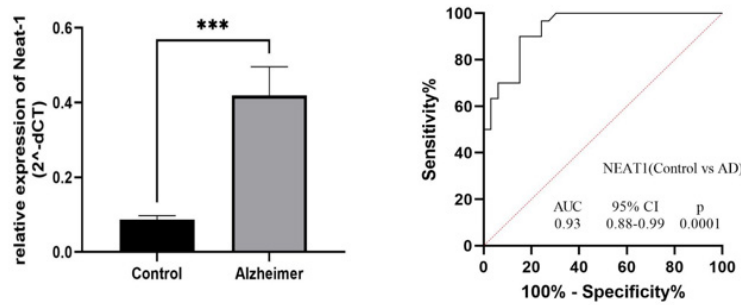 relative expression of Neat-1
(2^-dCT)
0.6
0.4
0.2
0.0
***
Control
Alzheimer
Sensitivity%
100
80
60
40
20
0
NEAT1(Control vs AD)
AUC 95% CI p
0.93 0.88-0.99 0.0001
0 20 40 60 80 100
100% - Specificity%